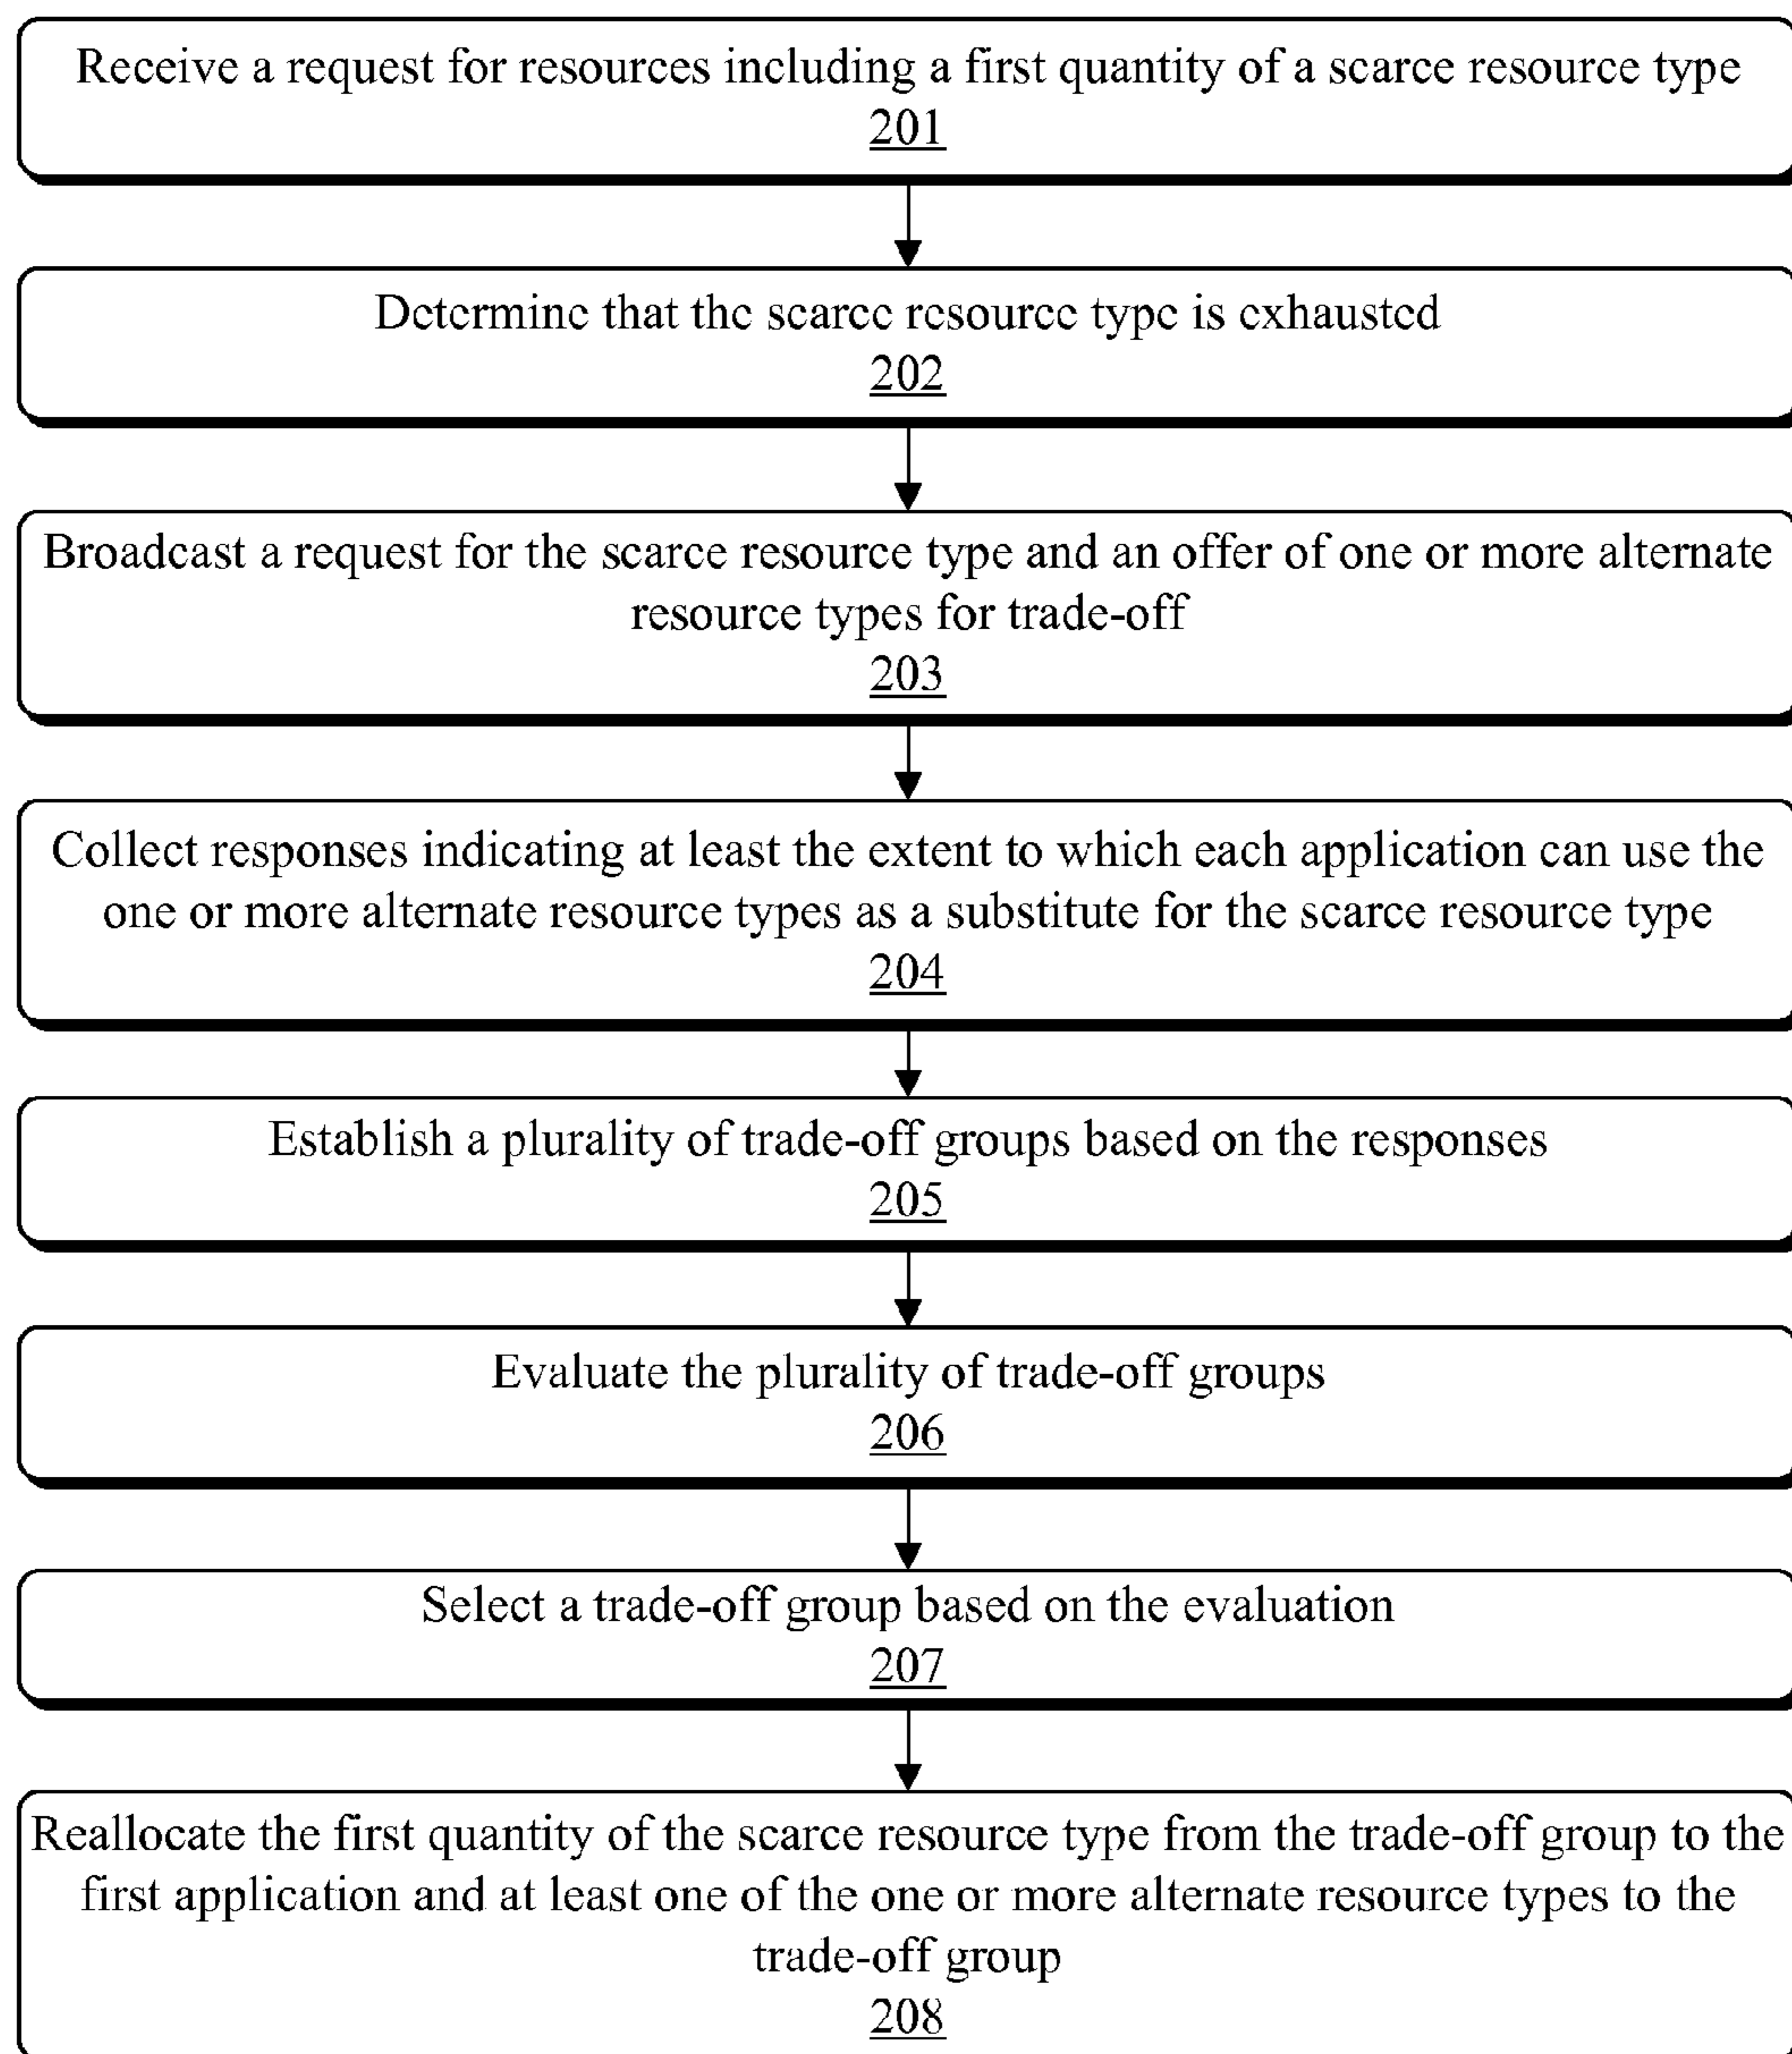 Receive a request for resources including a first quantity of a scarce resource type
201
Determine that the scarce resource type is exhausted
202
Broadcast a request for the scarce resource type and an offer of one or more alternate
resource types for trade-off
203
Collect responses indicating at least the extent to which each application can use the
one or more alternate resource types as a substitute for the scarce resource type
204
Establish a plurality of trade-off groups based on the responses
205
Evaluate the plurality of trade-off groups
206
Select a trade-off group based on the evaluation
207
Reallocate the first quantity of the scarce resource type from the trade-off group to the
first application and at least one of the one or more alternate resource types to the
trade-off group
208